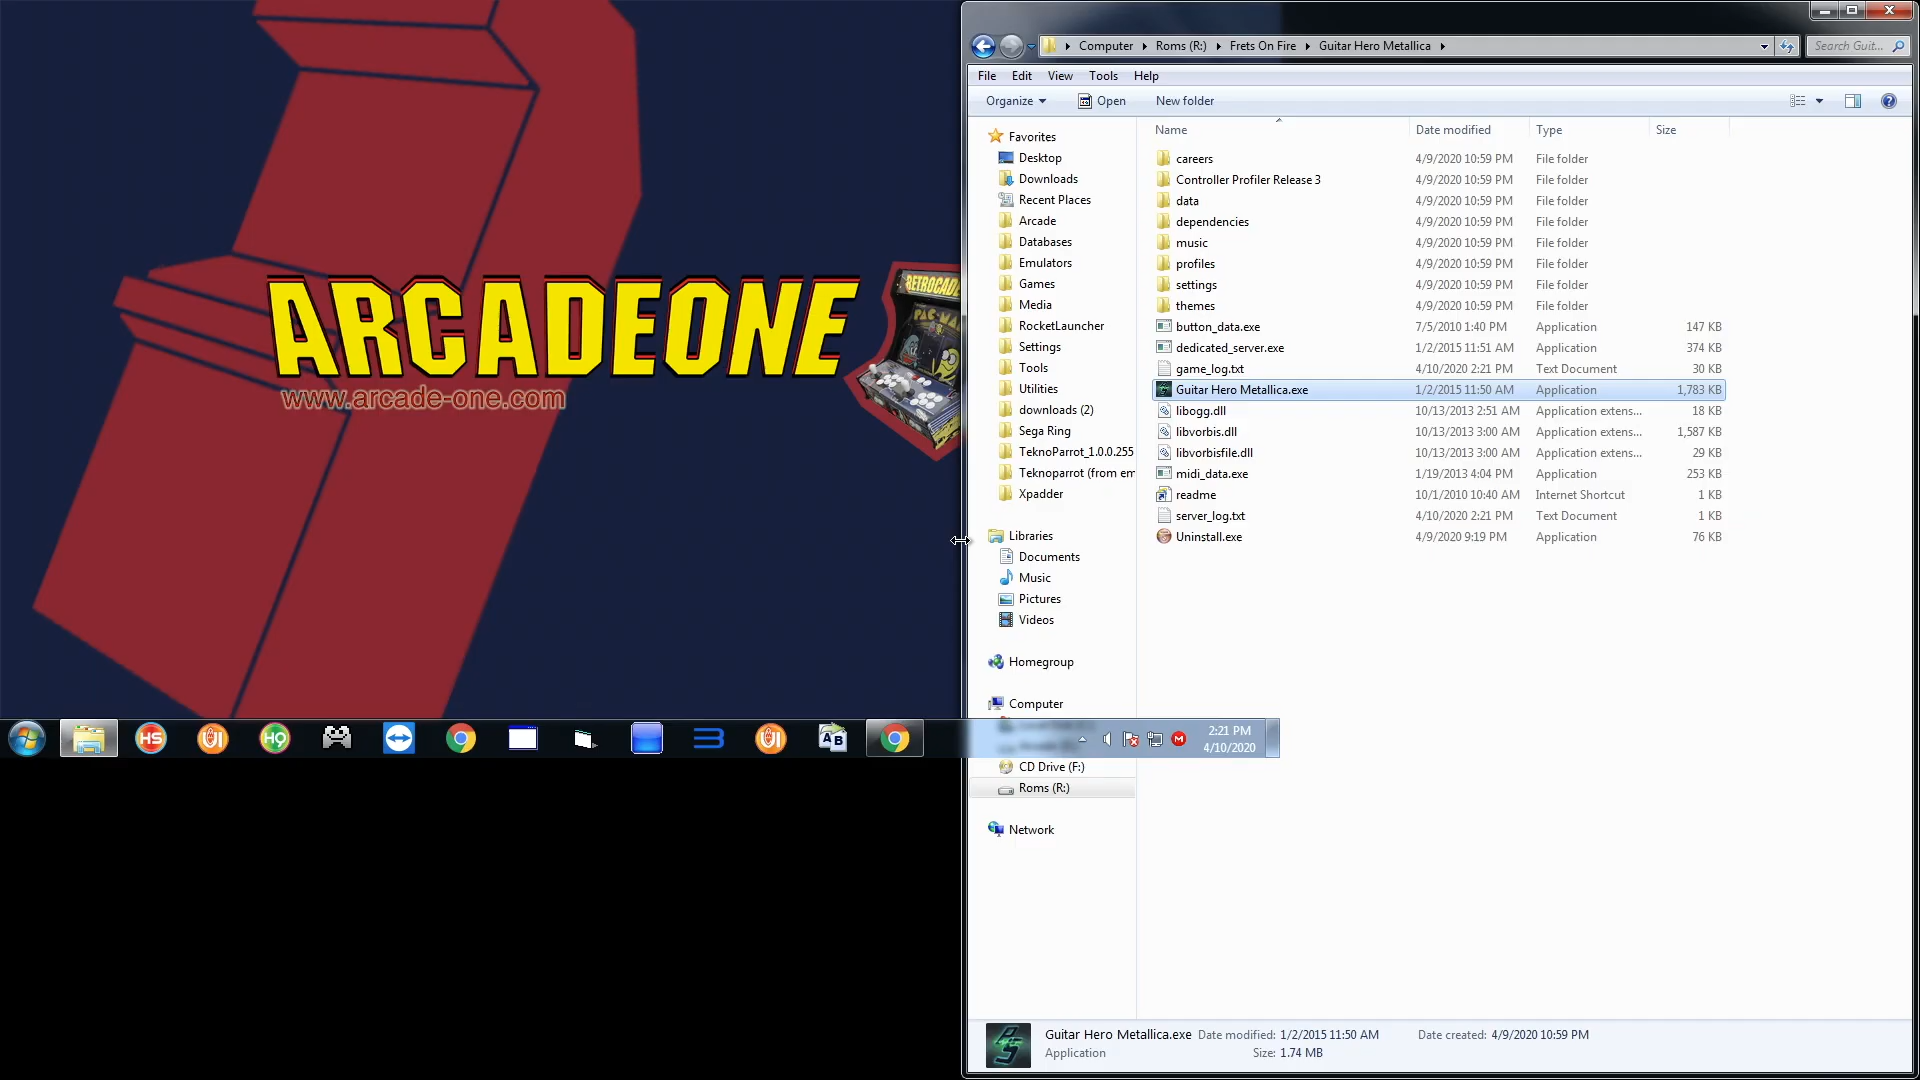 ARCADEONE
www.arcade-one.com
RETROCADE
PAC-MAN
Computer Roms (R:) Frets On Fire Guitar Hero Metallica
Search Guit...
File Edit View Tools Help
Organize Open New folder
Name Date modified Type Size
Favorites
Desktop
Downloads
Recent Places
Arcade
Databases
Emulators
Games
Media
RocketLauncher
Settings
Tools
Utilities
downloads (2)
Sega Ring
TeknoParrot_1.0.0.255
Teknoparrot (from em
Xpadder
Libraries
Documents
Music
Pictures
Videos
Homegroup
Computer
CD Drive (F:)
Roms (R:)
Network
careers 4/9/2020 10:59 PM File folder
Controller Profiler Release 3 4/9/2020 10:59 PM File folder
data 4/9/2020 10:59 PM File folder
dependencies 4/9/2020 10:59 PM File folder
music 4/9/2020 10:59 PM File folder
profiles 4/9/2020 10:59 PM File folder
settings 4/9/2020 10:59 PM File folder
themes 4/9/2020 10:59 PM File folder
button_data.exe 7/5/2010 1:40 PM Application 147 KB
dedicated_server.exe 1/2/2015 11:51 AM Application 374 KB
game_log.txt 4/10/2020 2:21 PM Text Document 30 KB
Guitar Hero Metallica.exe 1/2/2015 11:50 AM Application 1,783 KB
libogg.dll 10/13/2013 2:51 AM Application extens... 18 KB
libvorbis.dll 10/13/2013 3:00 AM Application extens... 1,587 KB
libvorbisfile.dll 10/13/2013 3:00 AM Application extens... 29 KB
midi_data.exe 1/19/2013 4:04 PM Application 253 KB
readme 10/1/2010 10:40 AM Internet Shortcut 1 KB
server_log.txt 4/10/2020 2:21 PM Text Document 1 KB
Uninstall.exe 4/9/2020 9:19 PM Application 76 KB
HS UI HQ 3 UI AB M
2:21 PM
4/10/2020
Guitar Hero Metallica.exe Date modified: 1/2/2015 11:50 AM Date created: 4/9/2020 10:59 PM
Application Size: 1.74 MB